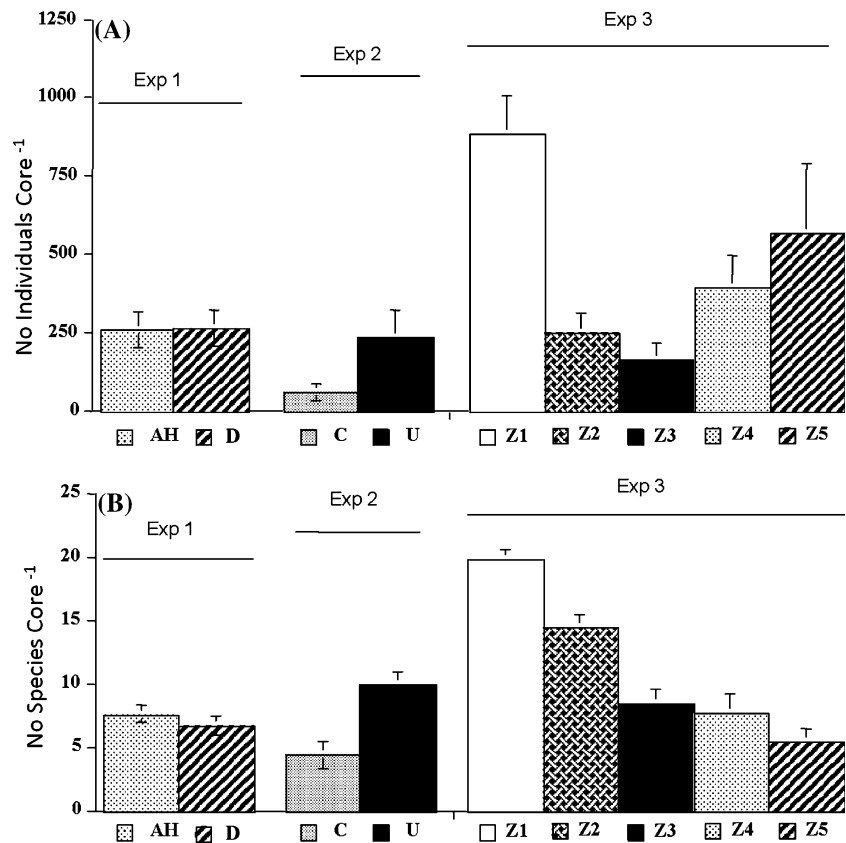 (A)
Exp 1
Exp 2
Exp 3
No Individuals Core⁻¹
1250
1000
750
500
250
0
AH D C U Z1 Z2 Z3 Z4 Z5
(B)
Exp 1
Exp 2
Exp 3
No Species Core⁻¹
25
20
15
10
5
0
AH D C U Z1 Z2 Z3 Z4 Z5